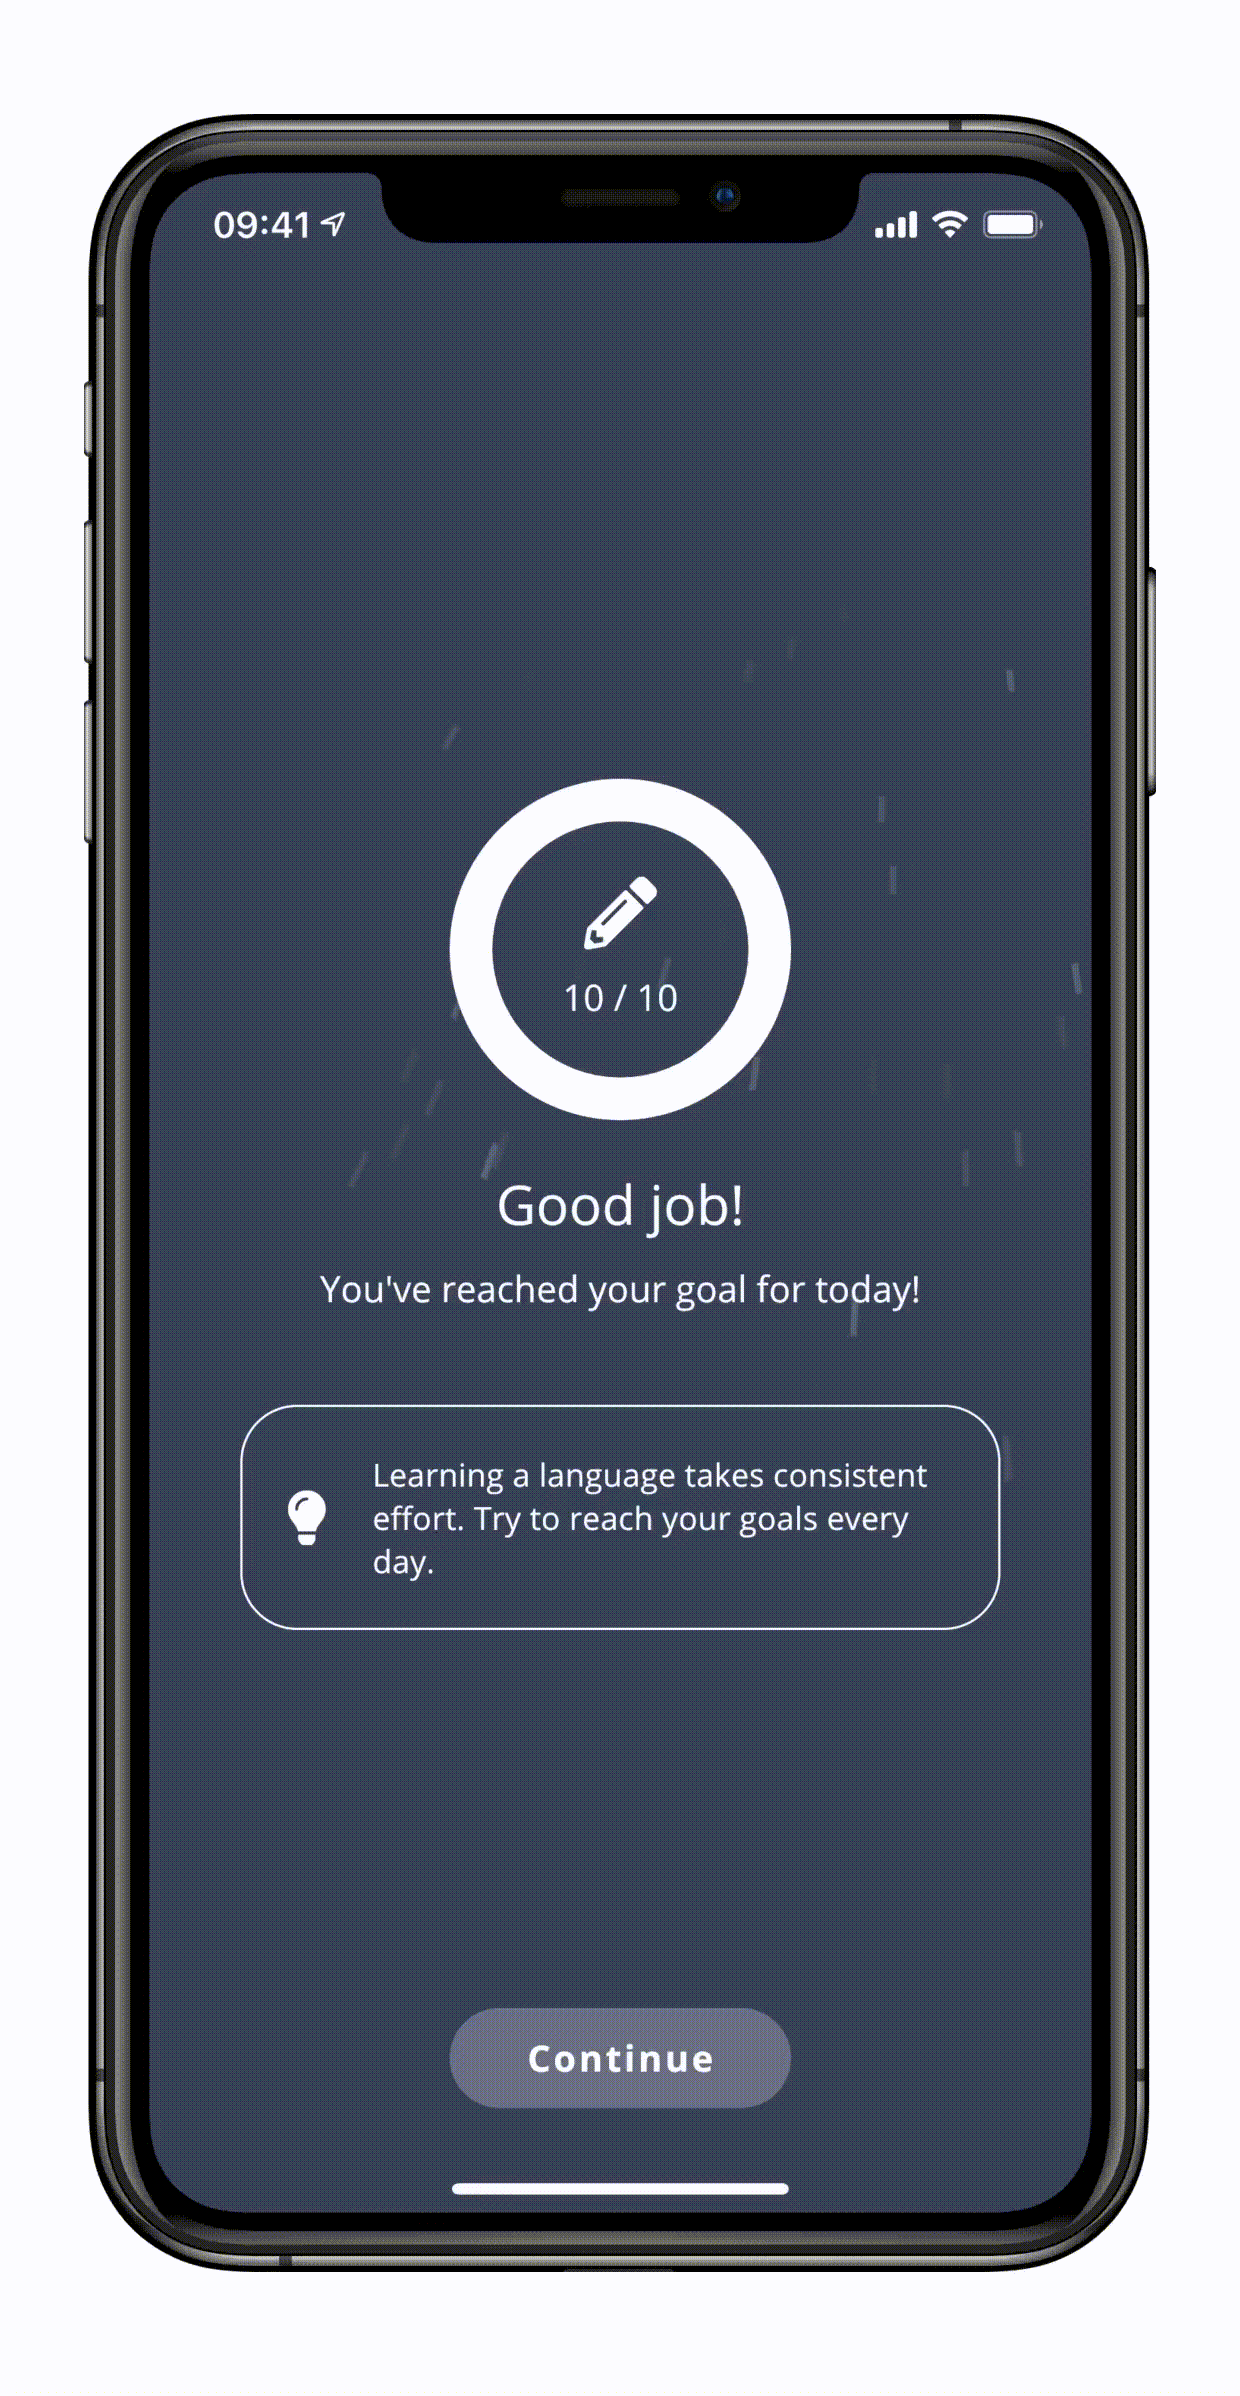 09:41
10 / 10
Good job!
You've reached your goal for today!
Learning a language takes consistent
effort. Try to reach your goals every
day.
Continue